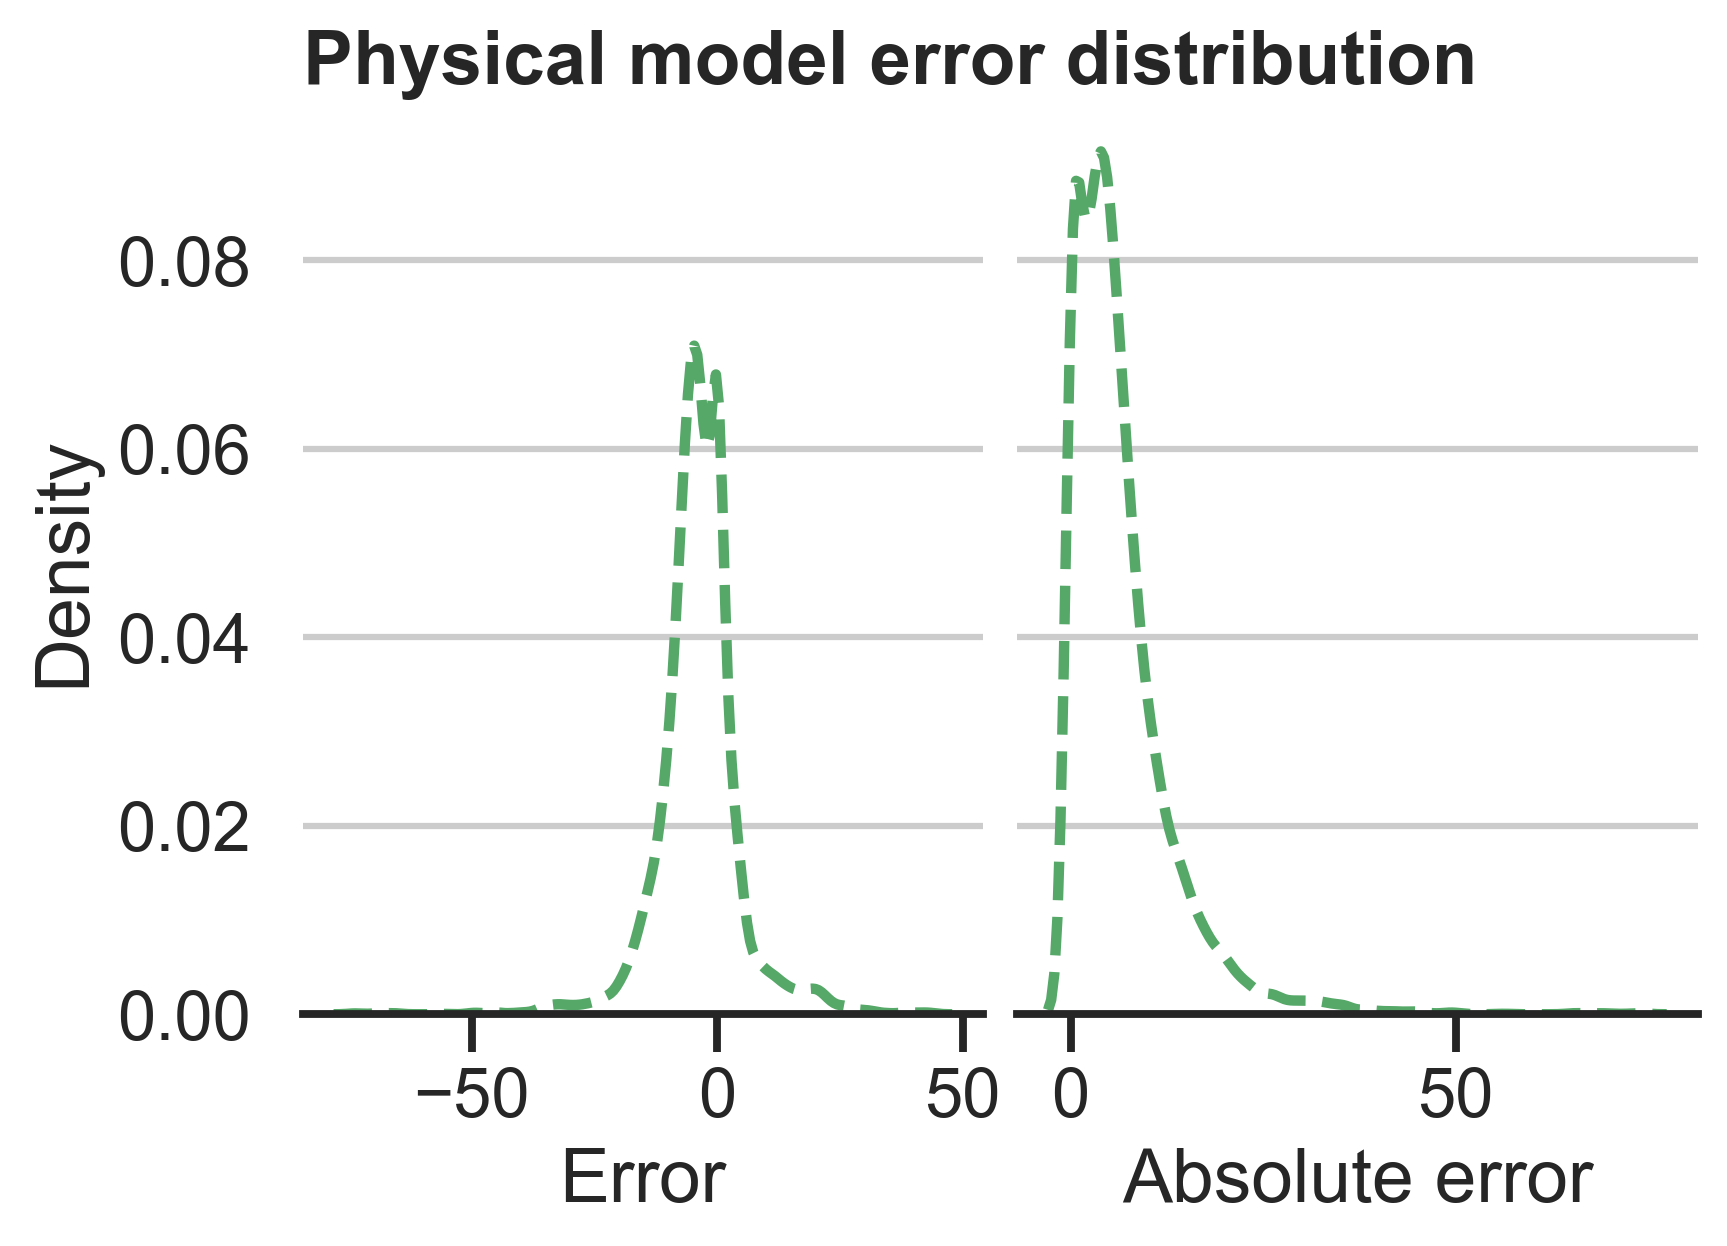 Physical model error distribution
Density
0.08
0.06
0.04
0.02
0.00
−50 0 50
Error
0 50
Absolute error